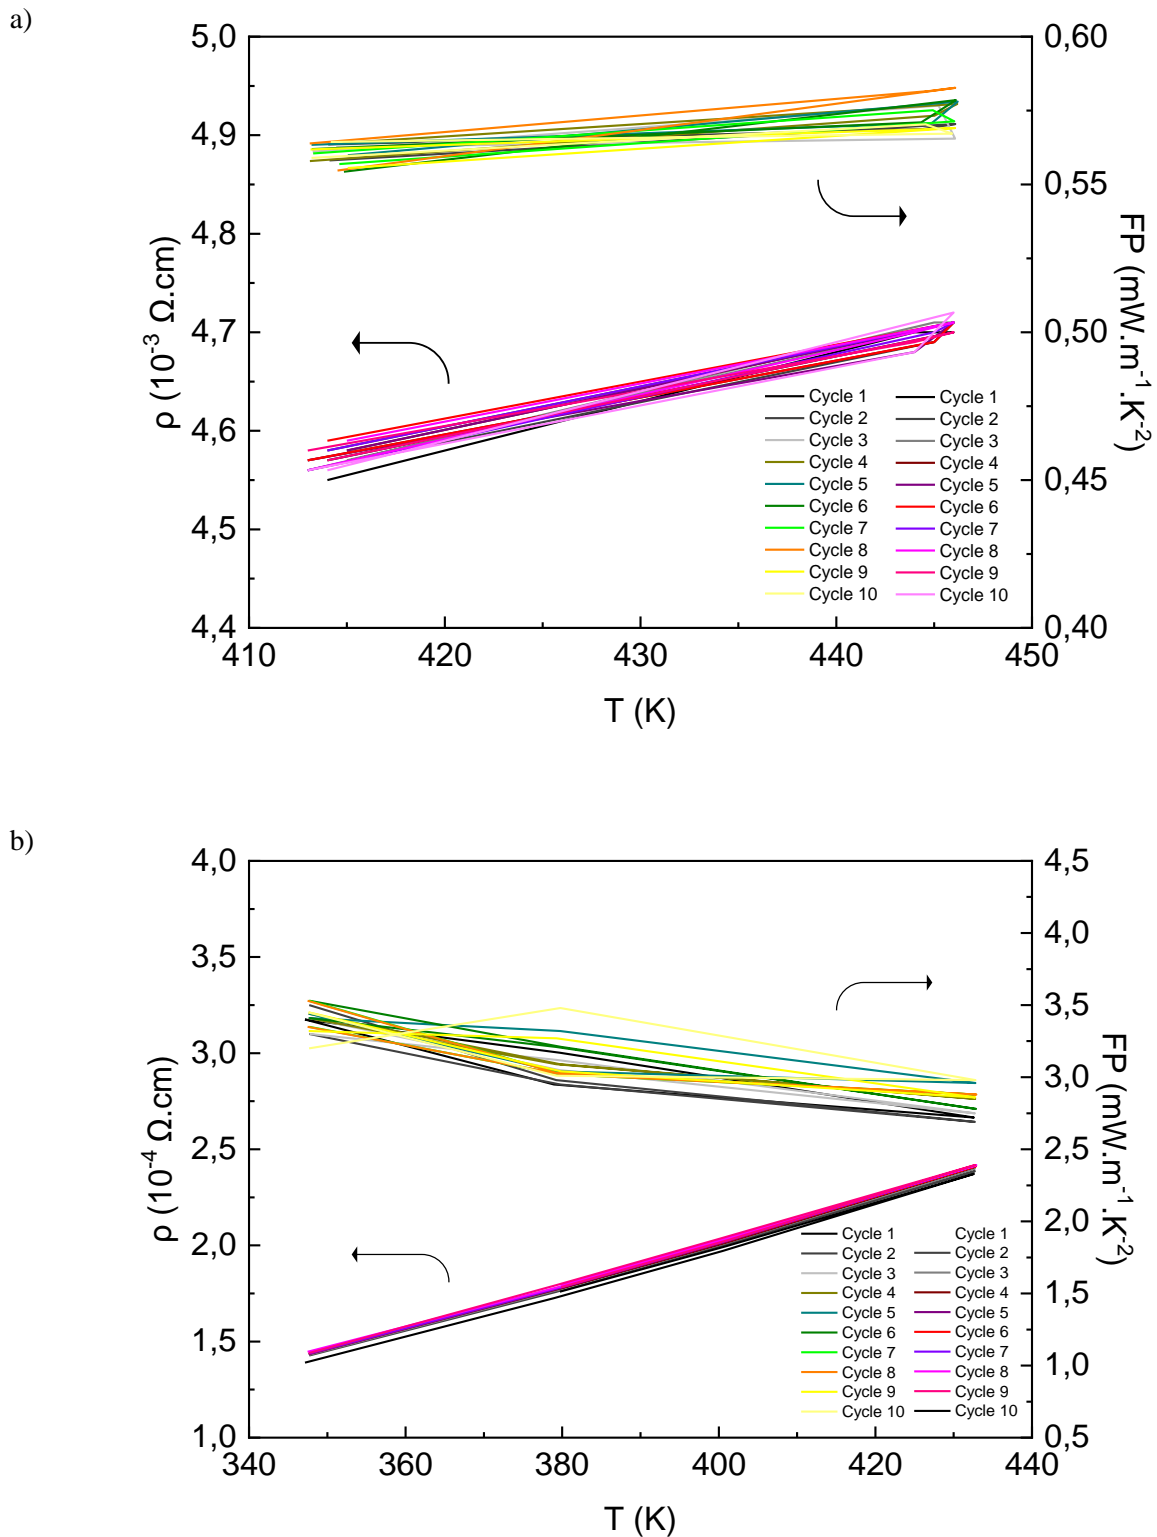 a)
5,0
4,9
4,8
4,7
4,6
4,5
4,4
ρ (10⁻³ Ω.cm)
0,60
0,55
0,50
0,45
0,40
FP (mW.m⁻¹.K⁻²)
Cycle 1 Cycle 1
Cycle 2 Cycle 2
Cycle 3 Cycle 3
Cycle 4 Cycle 4
Cycle 5 Cycle 5
Cycle 6 Cycle 6
Cycle 7 Cycle 7
Cycle 8 Cycle 8
Cycle 9 Cycle 9
Cycle 10 Cycle 10
410 420 430 440 450
T (K)
b)
4,0
3,5
3,0
2,5
2,0
1,5
1,0
ρ (10⁻⁴ Ω.cm)
4,5
4,0
3,5
3,0
2,5
2,0
1,5
1,0
0,5
FP (mW.m⁻¹.K⁻²)
Cycle 1 Cycle 1
Cycle 2 Cycle 2
Cycle 3 Cycle 3
Cycle 4 Cycle 4
Cycle 5 Cycle 5
Cycle 6 Cycle 6
Cycle 7 Cycle 7
Cycle 8 Cycle 8
Cycle 9 Cycle 9
Cycle 10 Cycle 10
340 360 380 400 420 440
T (K)